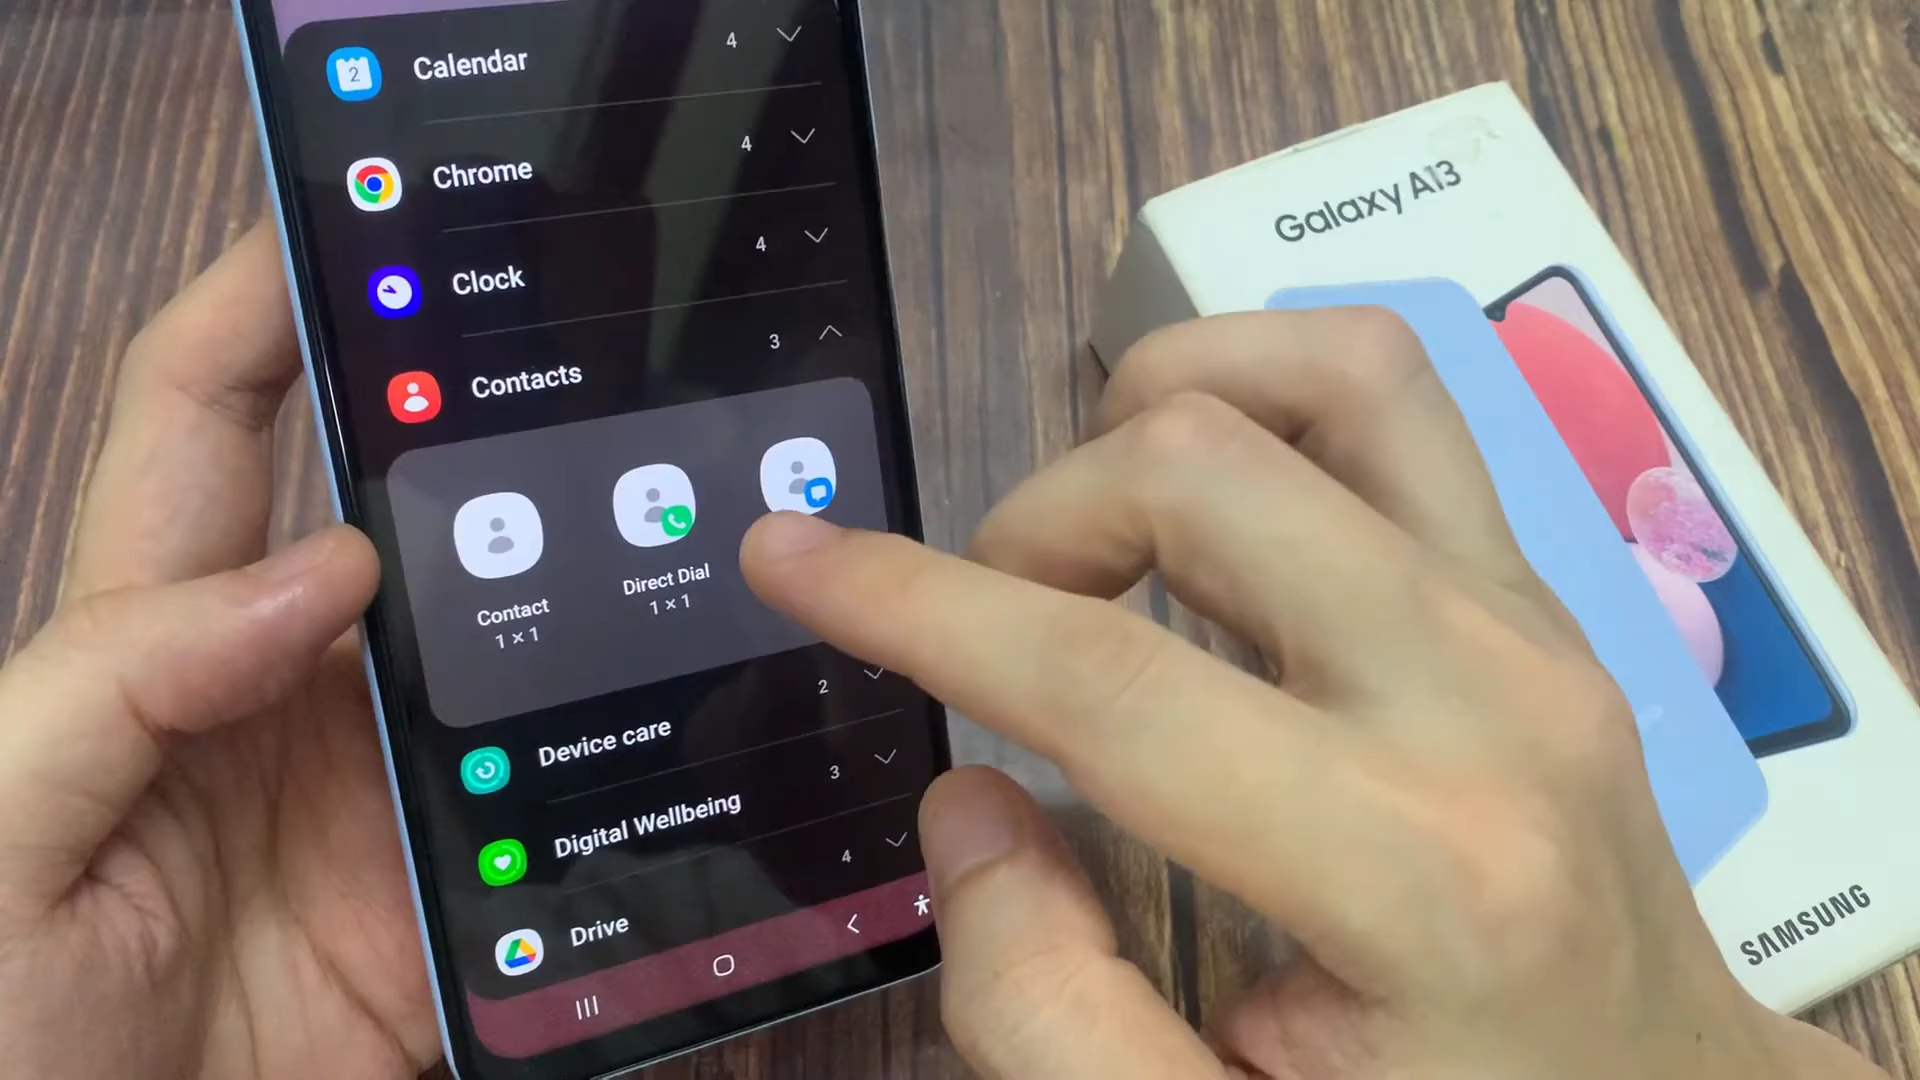 2
Calendar
4
Chrome
4
Clock
4
Contacts
3
Contact
1 × 1
Direct Dial
1 × 1
Device care
2
Digital Wellbeing
3
Drive
4
Galaxy A13
SAMSUNG